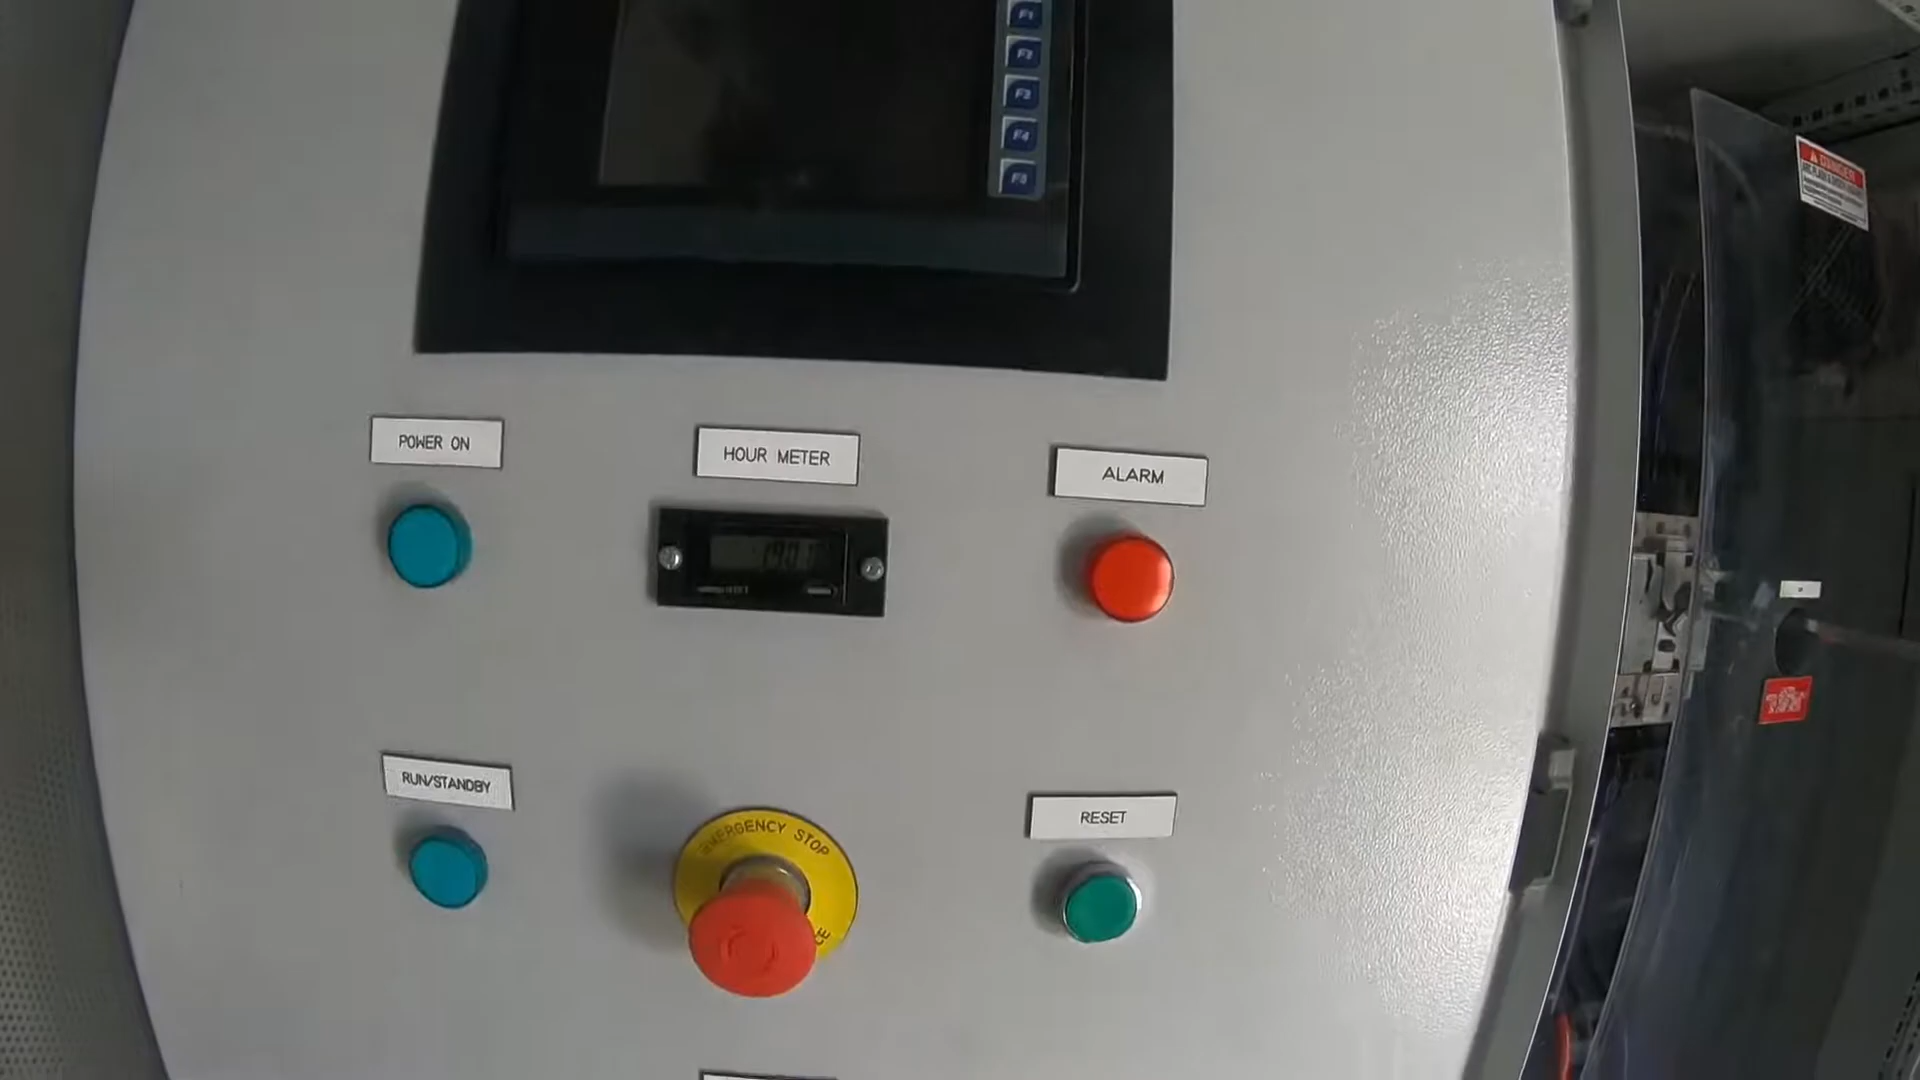 F1
F2
F3
F4
F5
DANGER
POWER ON
HOUR METER
ALARM
RUN/STANDBY
EMERGENCY STOP
RESET